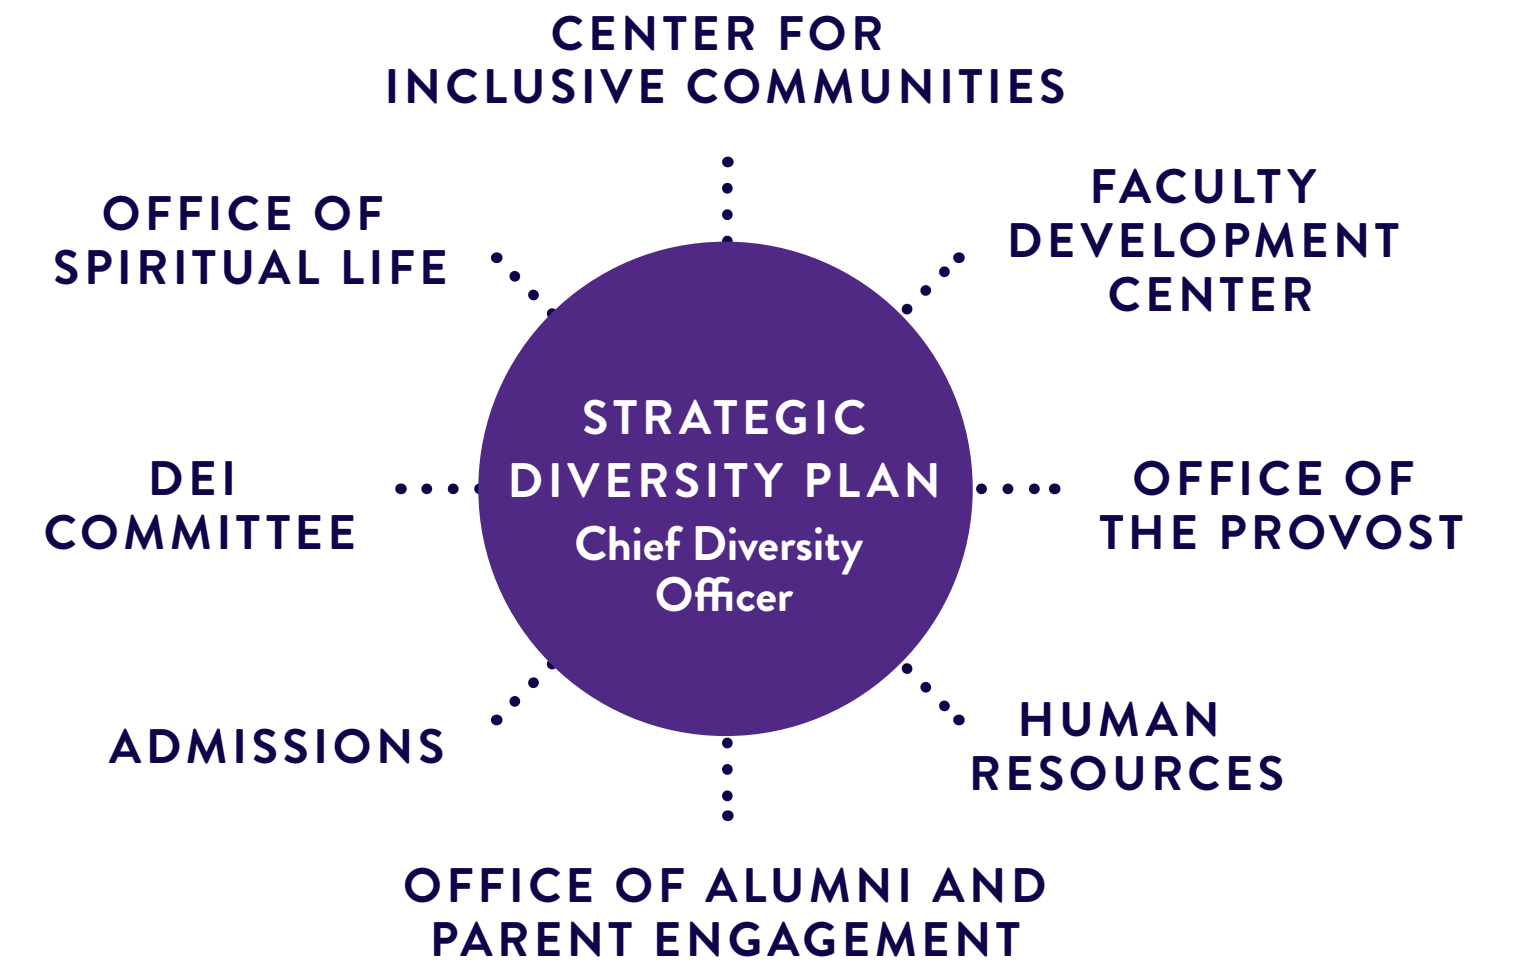 CENTER FOR
INCLUSIVE COMMUNITIES
OFFICE OF
SPIRITUAL LIFE
FACULTY
DEVELOPMENT
CENTER
STRATEGIC
DIVERSITY PLAN
Chief Diversity
Officer
DEI
COMMITTEE
OFFICE OF
THE PROVOST
ADMISSIONS
HUMAN
RESOURCES
OFFICE OF ALUMNI AND
PARENT ENGAGEMENT